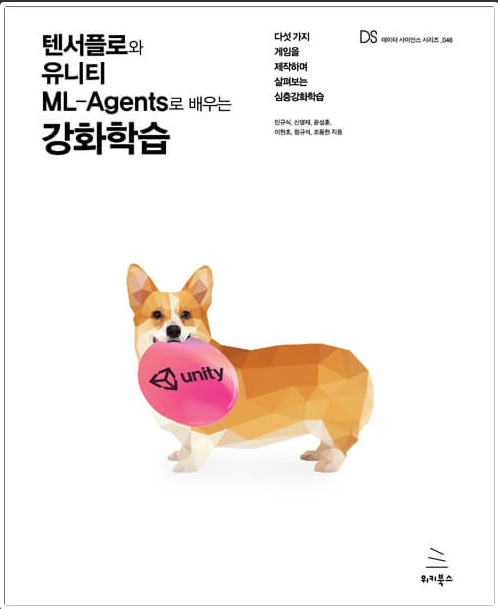 텐서플로와
유니티
ML-Agents로 배우는
강화학습
다섯 가지
게임을
제작하며
살펴보는
심층강화학습
민규식, 신명재, 윤성훈,
이현호, 정규석, 조동헌 지음
DS 데이터 사이언스 시리즈_046
unity
위키북스